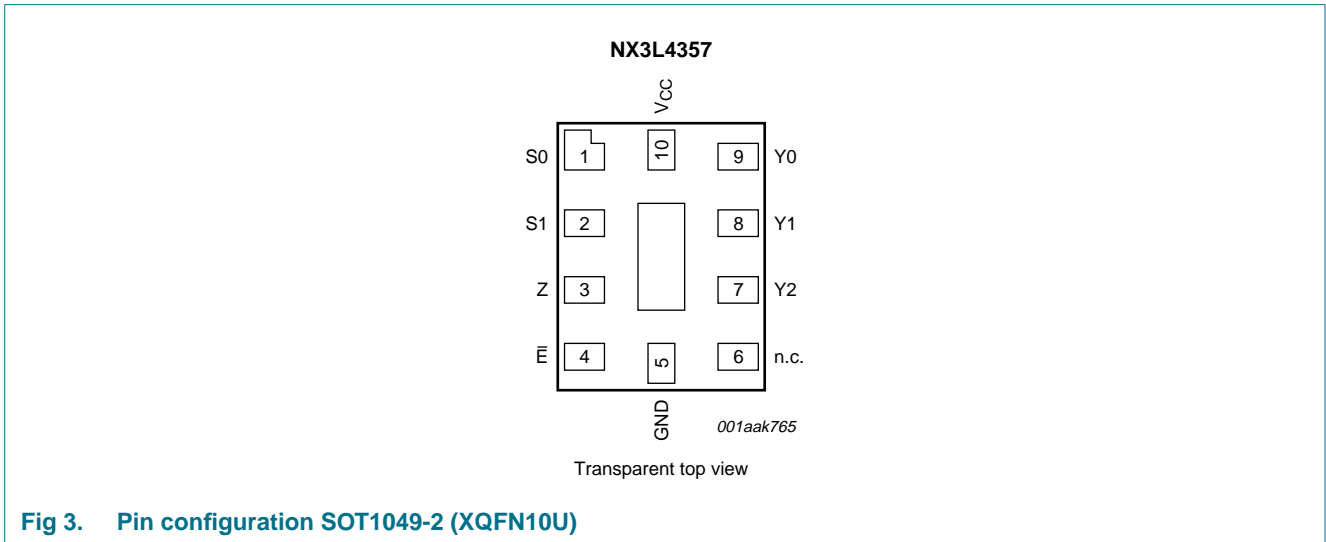 NX3L4357
VCC
S0 1 10 9 Y0
S1 2 8 Y1
Z 3 7 Y2
E̅ 4 5 6 n.c.
GND
001aak765
Transparent top view
Fig 3. Pin configuration SOT1049-2 (XQFN10U)